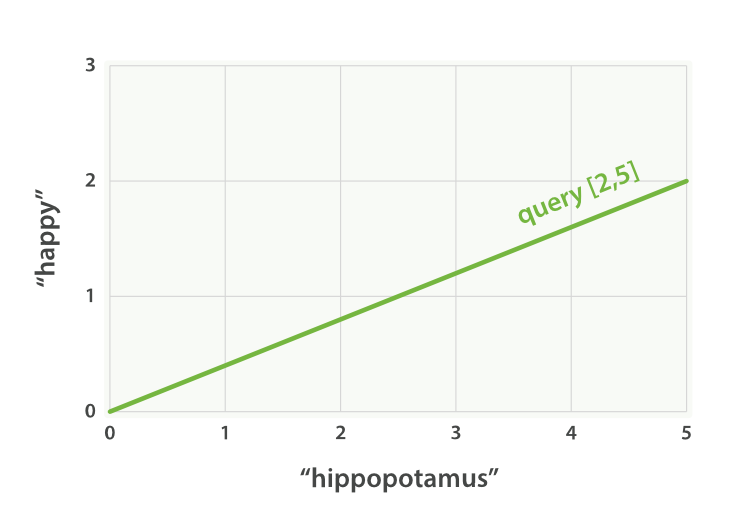 3
2
1
0
“happy”
query [2,5]
0 1 2 3 4 5
“hippopotamus”